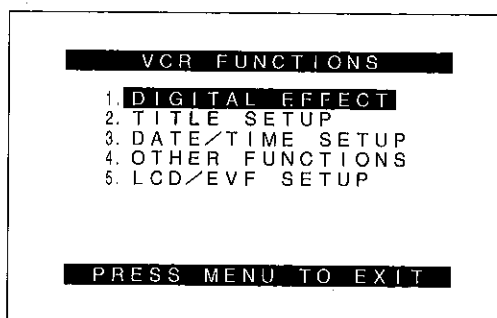 VCR FUNCTIONS
1. DIGITAL EFFECT
2. TITLE SETUP
3. DATE/TIME SETUP
4. OTHER FUNCTIONS
5. LCD/EVF SETUP
PRESS MENU TO EXIT